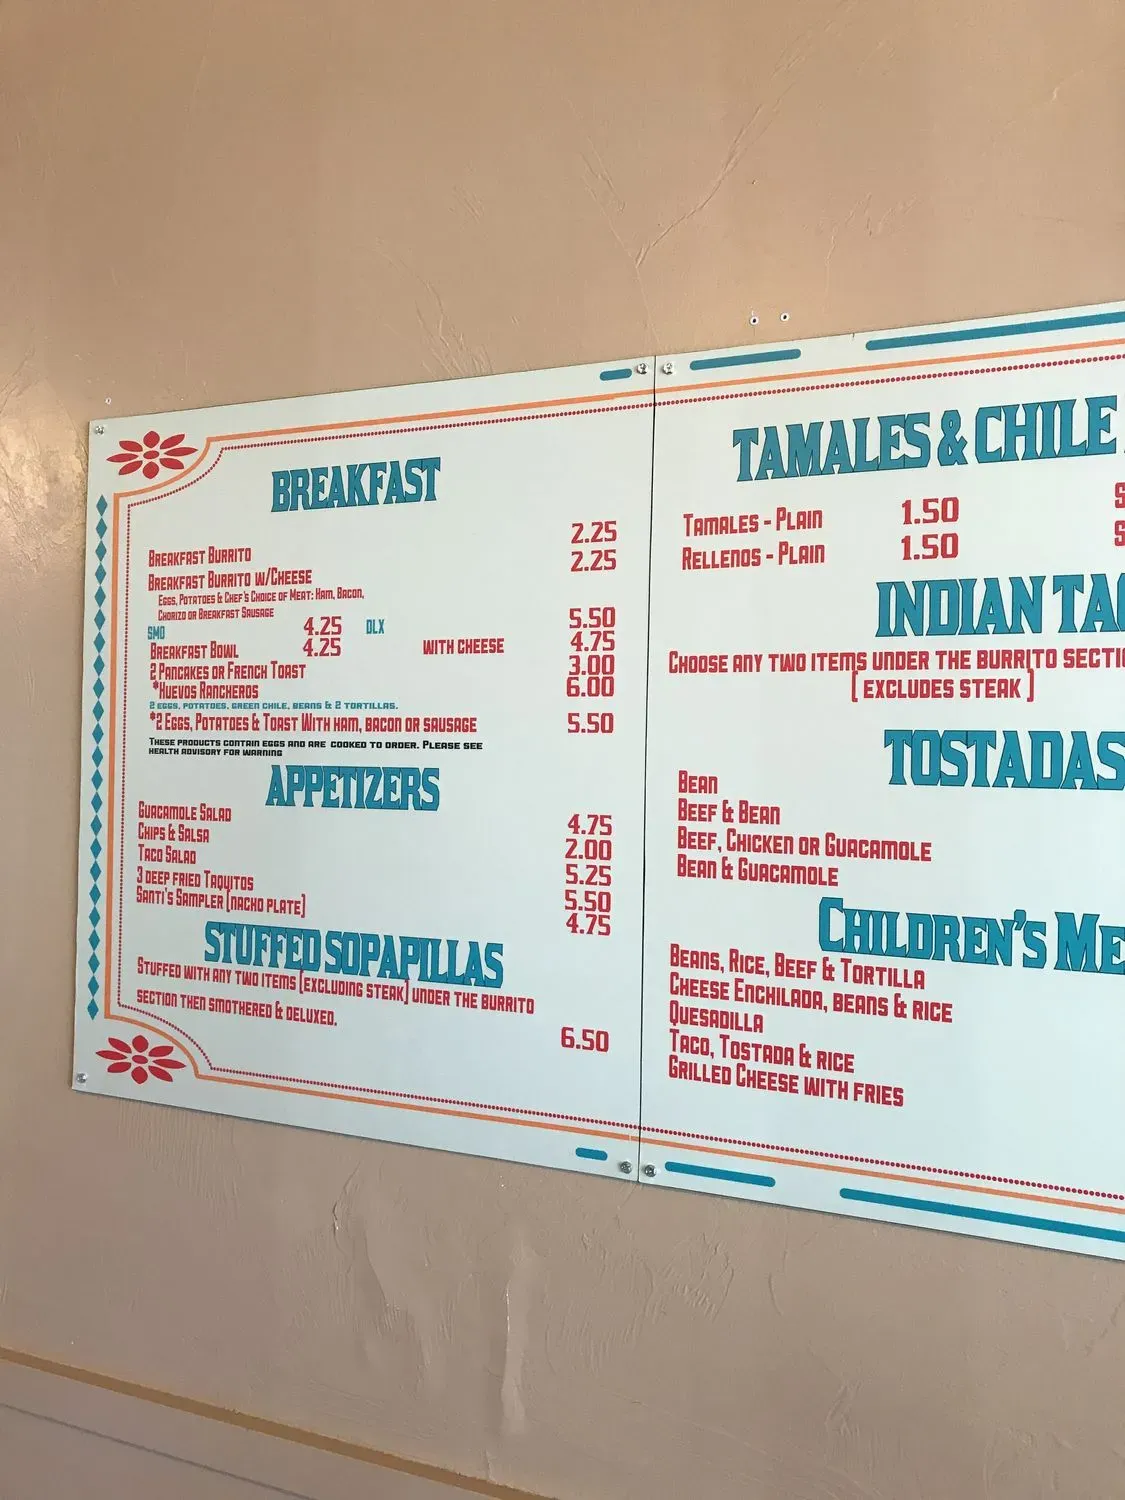 BREAKFAST
2.25
BREAKFAST BURRITO
2.25
BREAKFAST BURRITO W/CHEESE
EGGS, POTATOES & CHEF'S CHOICE OF MEAT: HAM, BACON,
CHORIZO OR BREAKFAST SAUSAGE
SMO 4.25 DLX 5.50
BREAKFAST BOWL 4.25 WITH CHEESE 4.75
2 PANCAKES OR FRENCH TOAST 3.00
*HUEVOS RANCHEROS 6.00
2 EGGS, POTATOES, GREEN CHILE, BEANS & 2 TORTILLAS.
*2 EGGS, POTATOES & TOAST WITH HAM, BACON OR SAUSAGE 5.50
THESE PRODUCTS CONTAIN EGGS AND ARE COOKED TO ORDER. PLEASE SEE
HEALTH ADVISORY FOR WARNING
APPETIZERS
GUACAMOLE SALAD 4.75
CHIPS & SALSA 2.00
TACO SALAD 5.25
3 DEEP FRIED TAQUITOS 5.50
SANTI'S SAMPLER [NACHO PLATE] 4.75
STUFFED SOPAPILLAS
STUFFED WITH ANY TWO ITEMS [EXCLUDING STEAK] UNDER THE BURRITO
SECTION THEN SMOTHERED & DELUXED.
6.50
TAMALES & CHILE
TAMALES - PLAIN 1.50
RELLENOS - PLAIN 1.50
INDIAN TA
CHOOSE ANY TWO ITEMS UNDER THE BURRITO SECTI
[ EXCLUDES STEAK ]
TOSTADAS
BEAN
BEEF & BEAN
BEEF, CHICKEN OR GUACAMOLE
BEAN & GUACAMOLE
CHILDREN'S ME
BEANS, RICE, BEEF & TORTILLA
CHEESE ENCHILADA, BEANS & RICE
QUESADILLA
TACO, TOSTADA & RICE
GRILLED CHEESE WITH FRIES